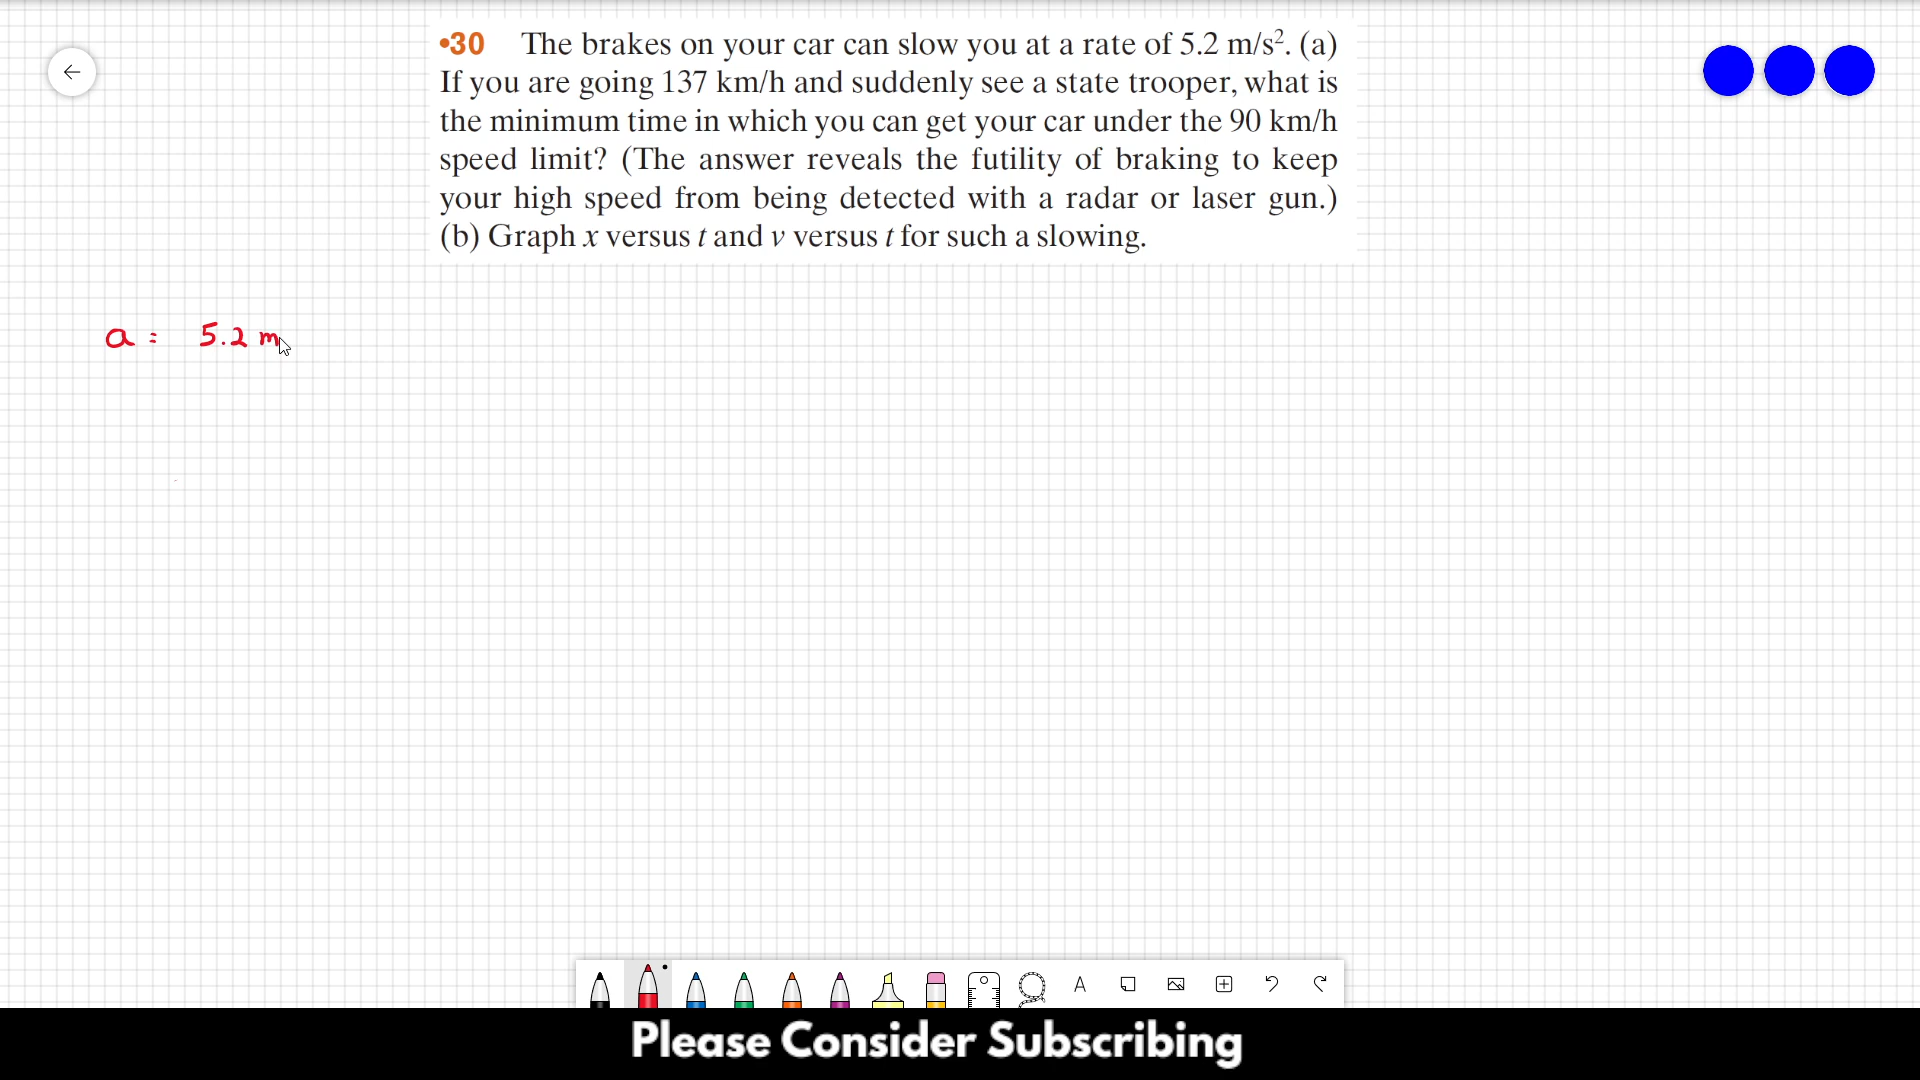 •30 The brakes on your car can slow you at a rate of 5.2 m/s². (a)
If you are going 137 km/h and suddenly see a state trooper, what is
the minimum time in which you can get your car under the 90 km/h
speed limit? (The answer reveals the futility of braking to keep
your high speed from being detected with a radar or laser gun.)
(b) Graph x versus t and v versus t for such a slowing.
a = 5.2 m
A
Please Consider Subscribing